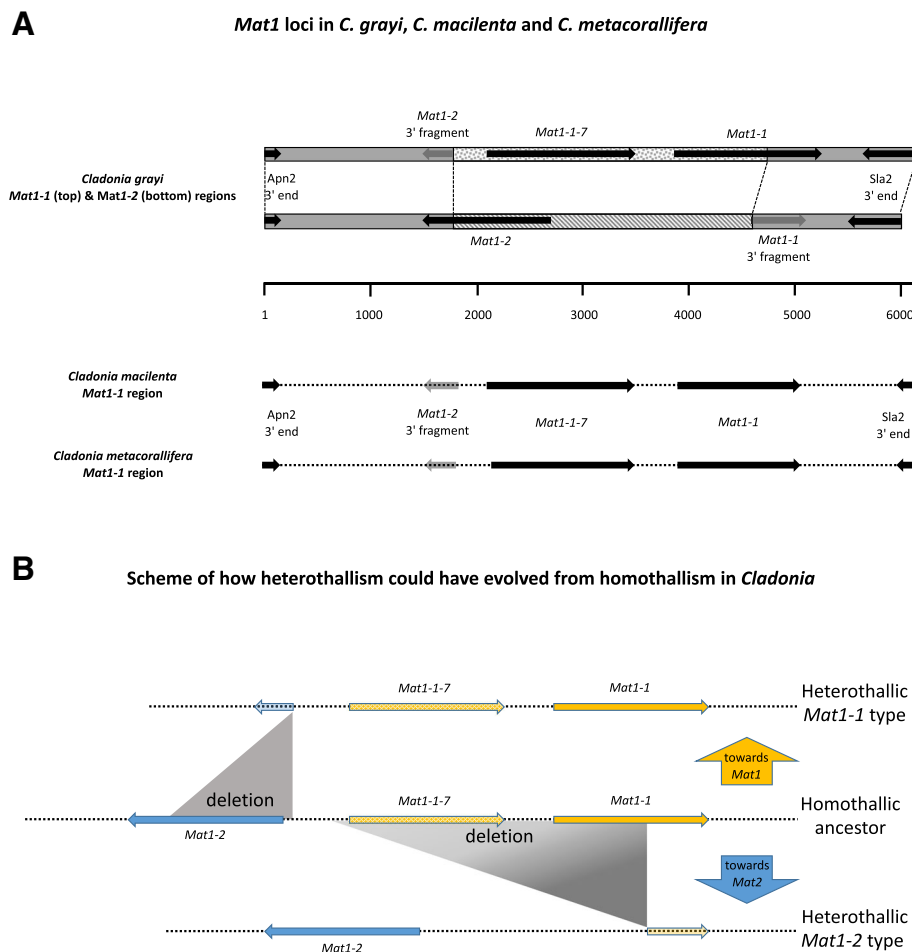 A
Mat1 loci in C. grayi, C. macilenta and C. metacorallifera
Mat1-2
3' fragment
Mat1-1-7
Mat1-1
Cladonia grayi
Mat1-1 (top) & Mat1-2 (bottom) regions
Apn2
3' end
Sla2
3' end
Mat1-2
Mat1-1
3' fragment
1 1000 2000 3000 4000 5000 6000
Cladonia macilenta
Mat1-1 region
Apn2
3' end
Mat1-2
3' fragment
Mat1-1-7
Mat1-1
Sla2
3' end
Cladonia metacorallifera
Mat1-1 region
B
Scheme of how heterothallism could have evolved from homothallism in Cladonia
Mat1-1-7
Mat1-1
Heterothallic
Mat1-1 type
towards
Mat1
deletion
Mat1-1-7
Mat1-1
Homothallic
ancestor
Mat1-2
deletion
towards
Mat2
Heterothallic
Mat1-2 type
Mat1-2